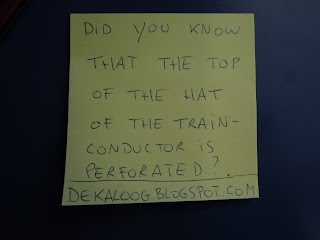 DiD YOU KNOW
THAT THE TOP
OF THE HAT
OF THE TRAIN-
CONDUCTOR iS
PERFORATED?.
DEKALOOG.BLOGSPOT.COM